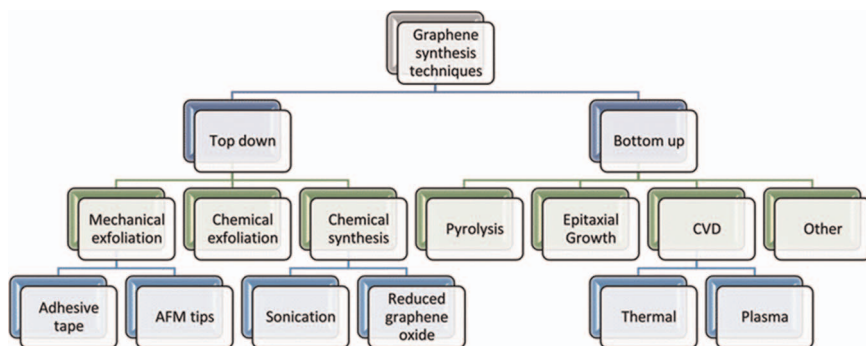 Graphene
synthesis
techniques
Top down
Bottom up
Mechanical
exfoliation
Chemical
exfoliation
Chemical
synthesis
Pyrolysis
Epitaxial
Growth
CVD
Other
Adhesive
tape
AFM tips
Sonication
Reduced
graphene
oxide
Thermal
Plasma